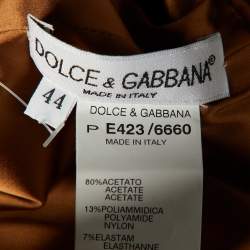 DOLCE & GABBANA®
MADE IN ITALY
44
DOLCE & GABBANA
P E423/6660
MADE IN ITALY
80%ACETATO
ACETATE
ACETATE
13%POLIAMMIDICA
POLYAMIDE
NYLON
7%ELASTAM
ELASTHANNE